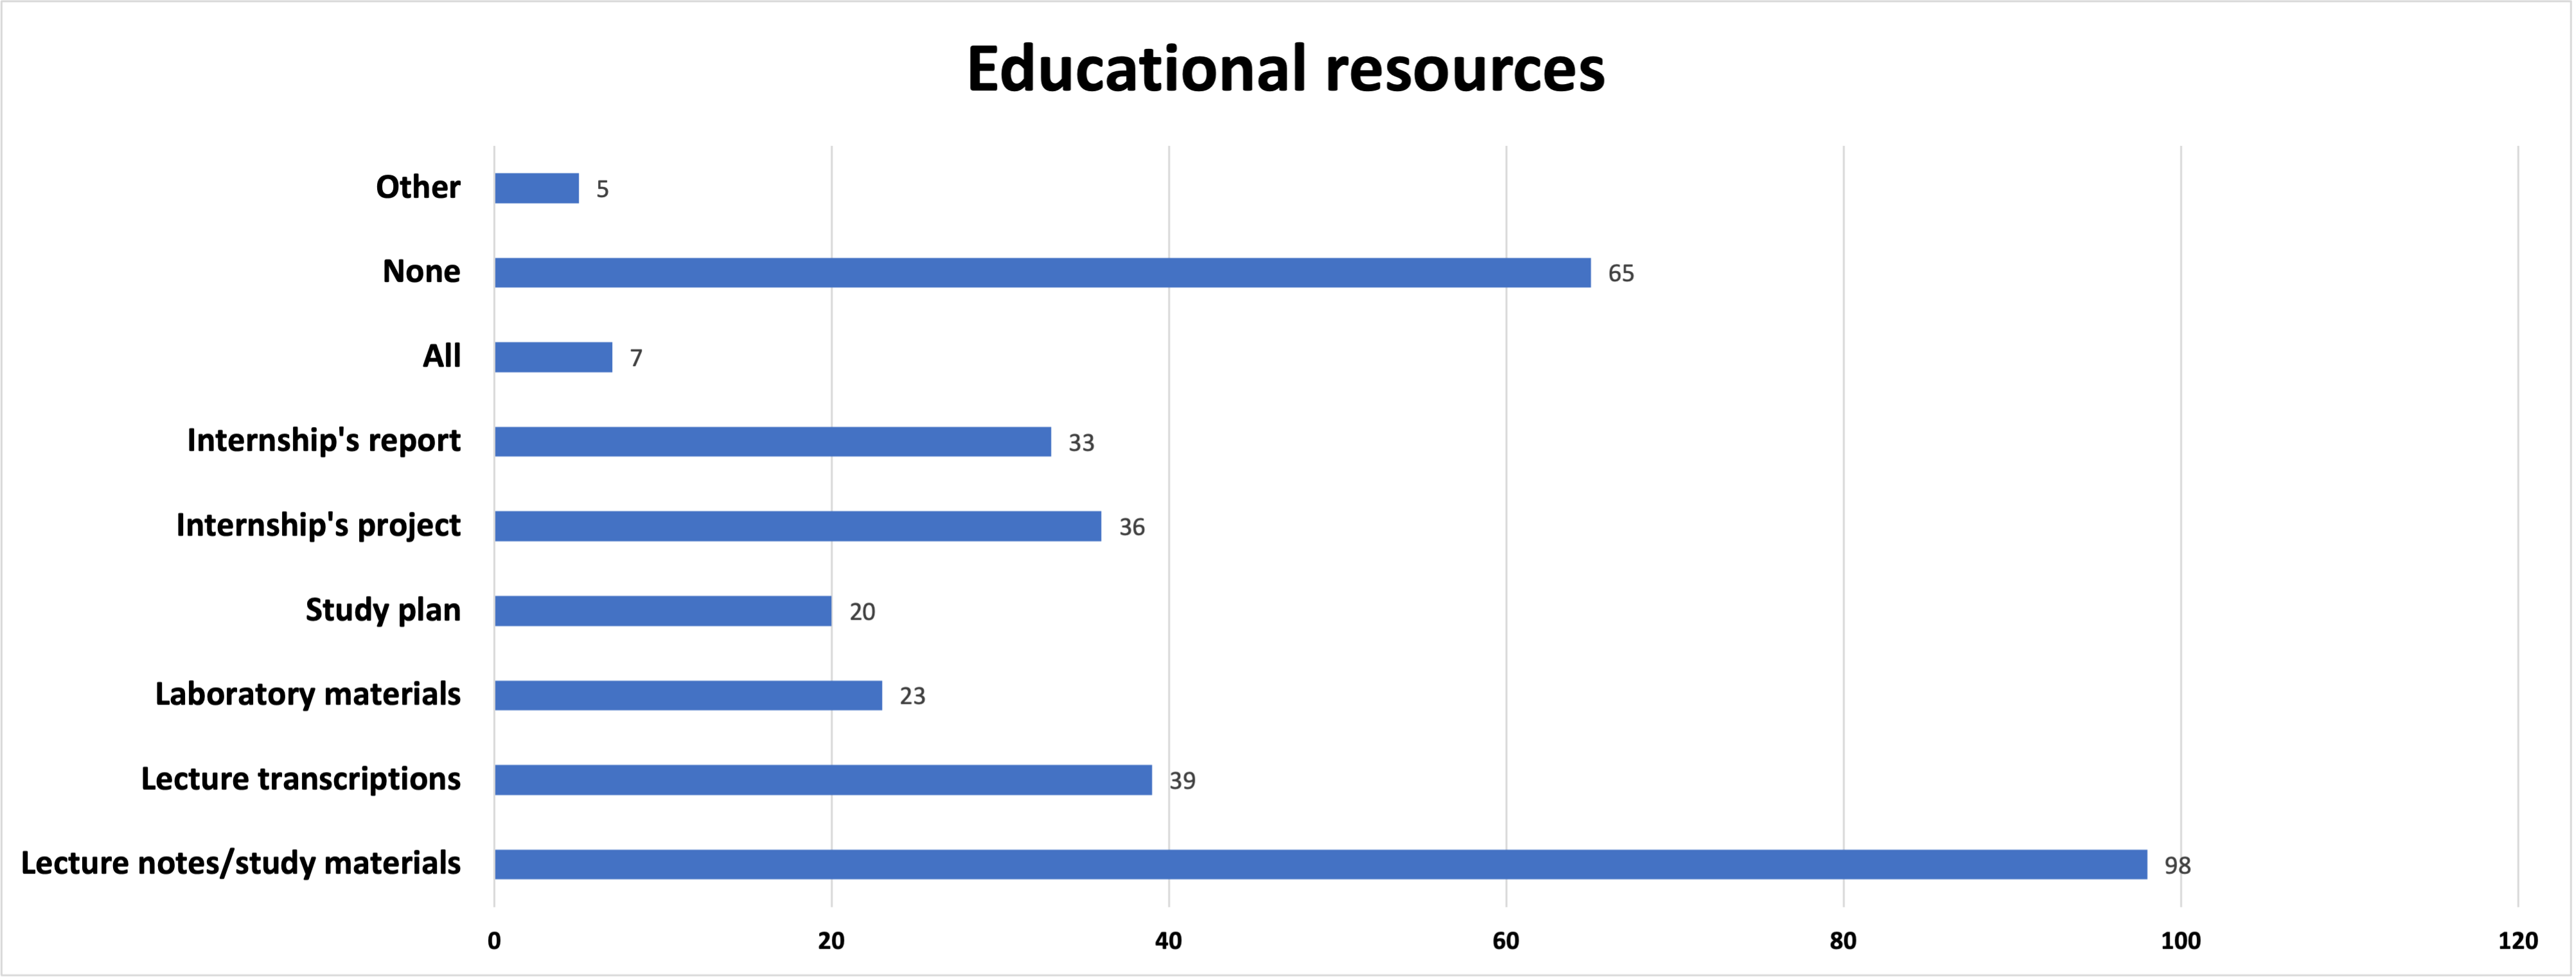 Educational resources
Other 5
None 65
All 7
Internship's report 33
Internship's project 36
Study plan 20
Laboratory materials 23
Lecture transcriptions 39
Lecture notes/study materials 98
0 20 40 60 80 100 120